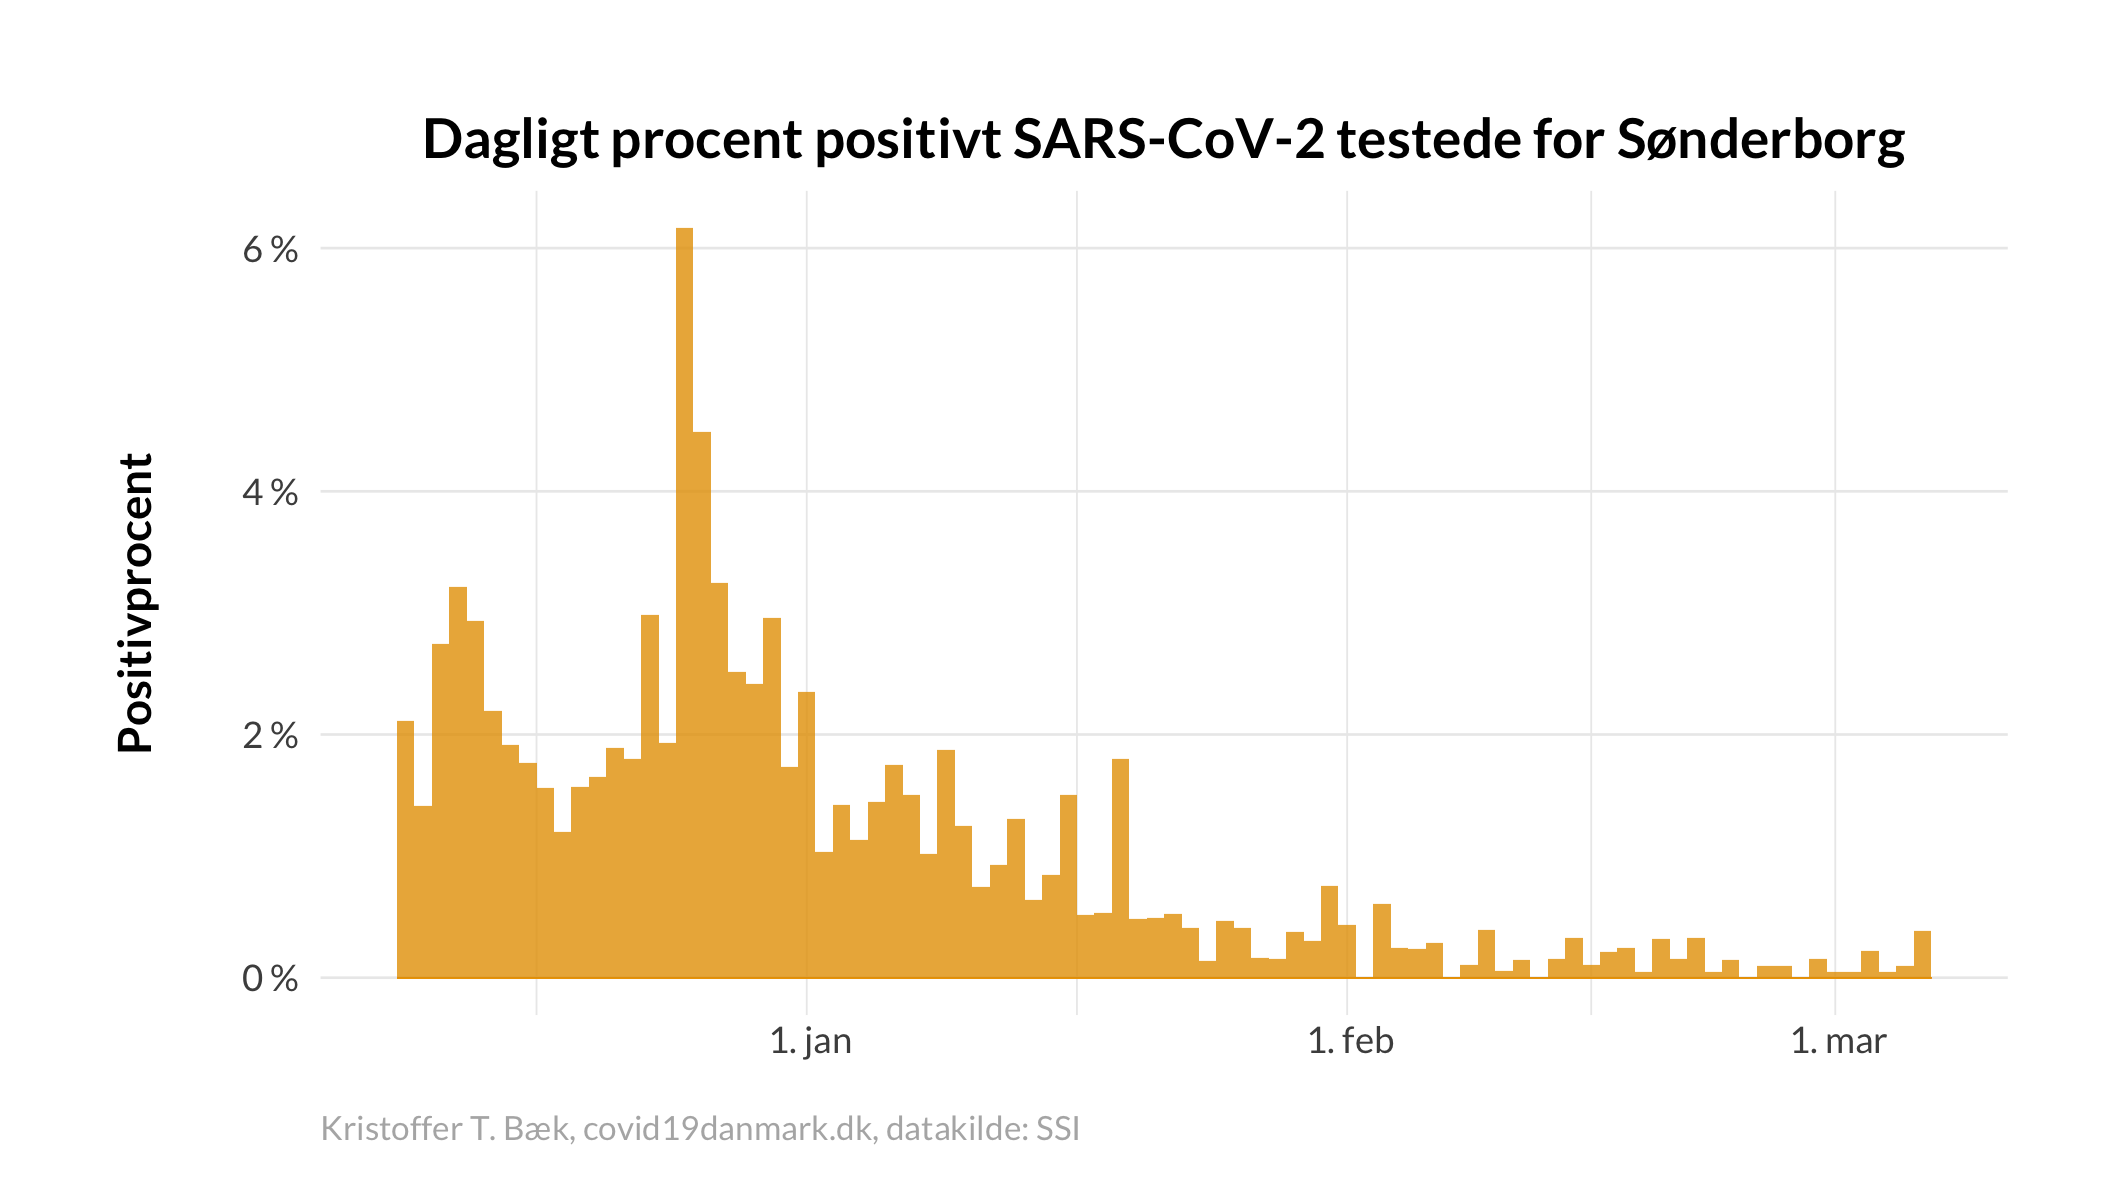 Dagligt procent positivt SARS-CoV-2 testede for Sønderborg
Positivprocent
6 %
4 %
2 %
0 %
1. jan
1. feb
1. mar
Kristoffer T. Bæk, covid19danmark.dk, datakilde: SSI